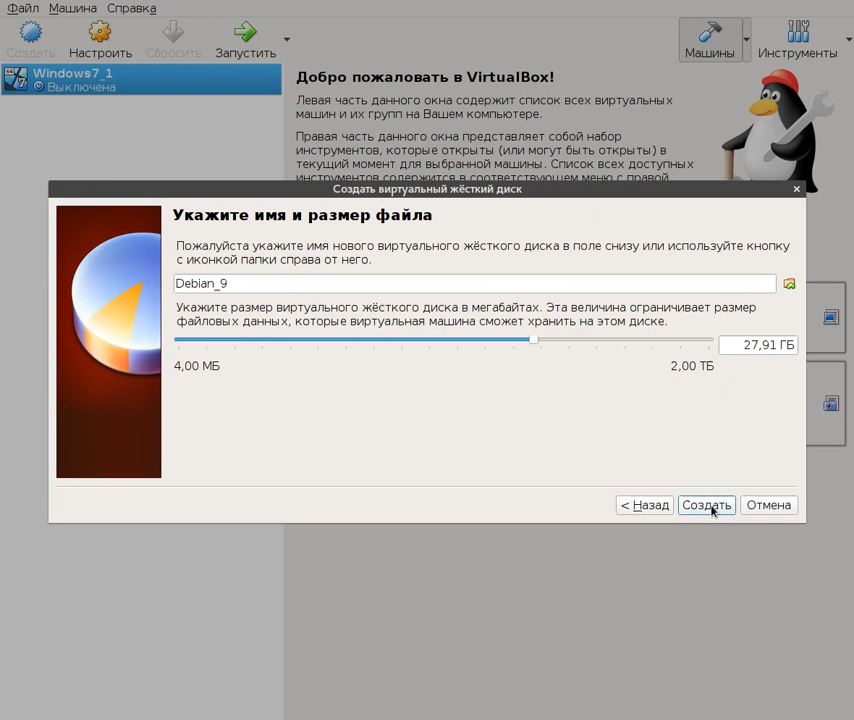 Файл Машина Справка
Создать Настроить Сбросить Запустить Машины Инструменты
Windows7_1
Выключена
Добро пожаловать в VirtualBox!
Левая часть данного окна содержит список всех виртуальных
машин и их групп на Вашем компьютере.
Правая часть данного окна представляет собой набор
инструментов, которые открыты (или могут быть открыты) в
текущий момент для выбранной машины. Список всех доступных
инструментов содержится в соответствующем меню с правой
Создать виртуальный жёсткий диск
Укажите имя и размер файла
Пожалуйста укажите имя нового виртуального жёсткого диска в поле снизу или используйте кнопку
с иконкой папки справа от него.
Debian_9
Укажите размер виртуального жёсткого диска в мегабайтах. Эта величина ограничивает размер
файловых данных, которые виртуальная машина сможет хранить на этом диске.
27,91 ГБ
4,00 МБ 2,00 ТБ
< Назад Создать Отмена